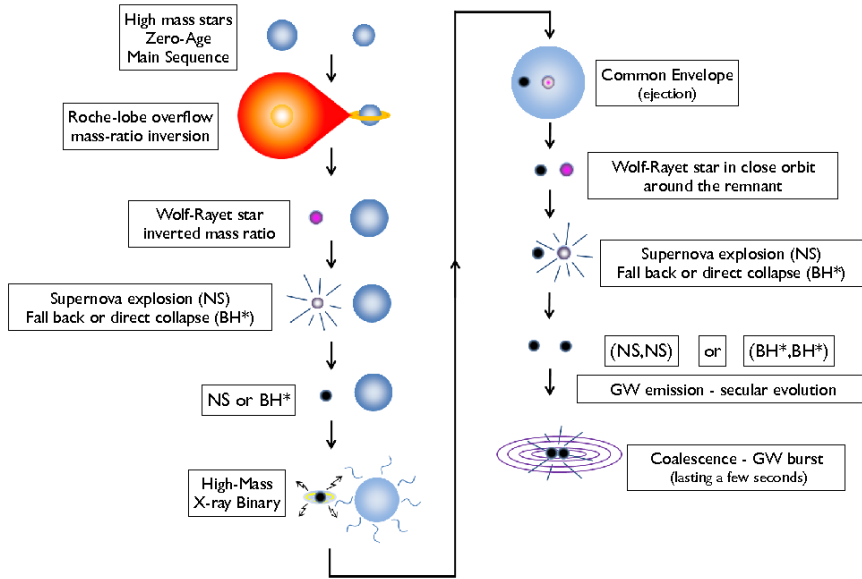 High mass stars
Zero-Age
Main Sequence
Roche-lobe overflow
mass-ratio inversion
Wolf-Rayet star
inverted mass ratio
Supernova explosion (NS)
Fall back or direct collapse (BH*)
NS or BH*
High-Mass
X-ray Binary
Common Envelope
(ejection)
Wolf-Rayet star in close orbit
around the remnant
Supernova explosion (NS)
Fall back or direct collapse (BH*)
(NS,NS) or (BH*,BH*)
GW emission - secular evolution
Coalescence - GW burst
(lasting a few seconds)